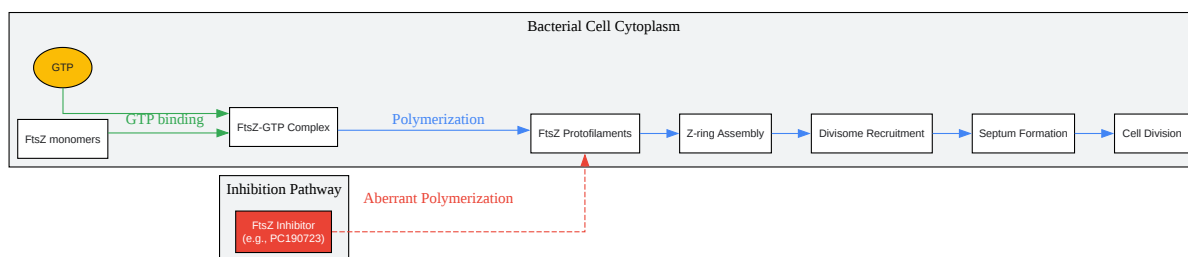 Bacterial Cell Cytoplasm
GTP
FtsZ monomers
GTP binding
FtsZ-GTP Complex
Polymerization
FtsZ Protofilaments
Z-ring Assembly
Divisome Recruitment
Septum Formation
Cell Division
Inhibition Pathway
FtsZ Inhibitor
(e.g., PC190723)
Aberrant Polymerization